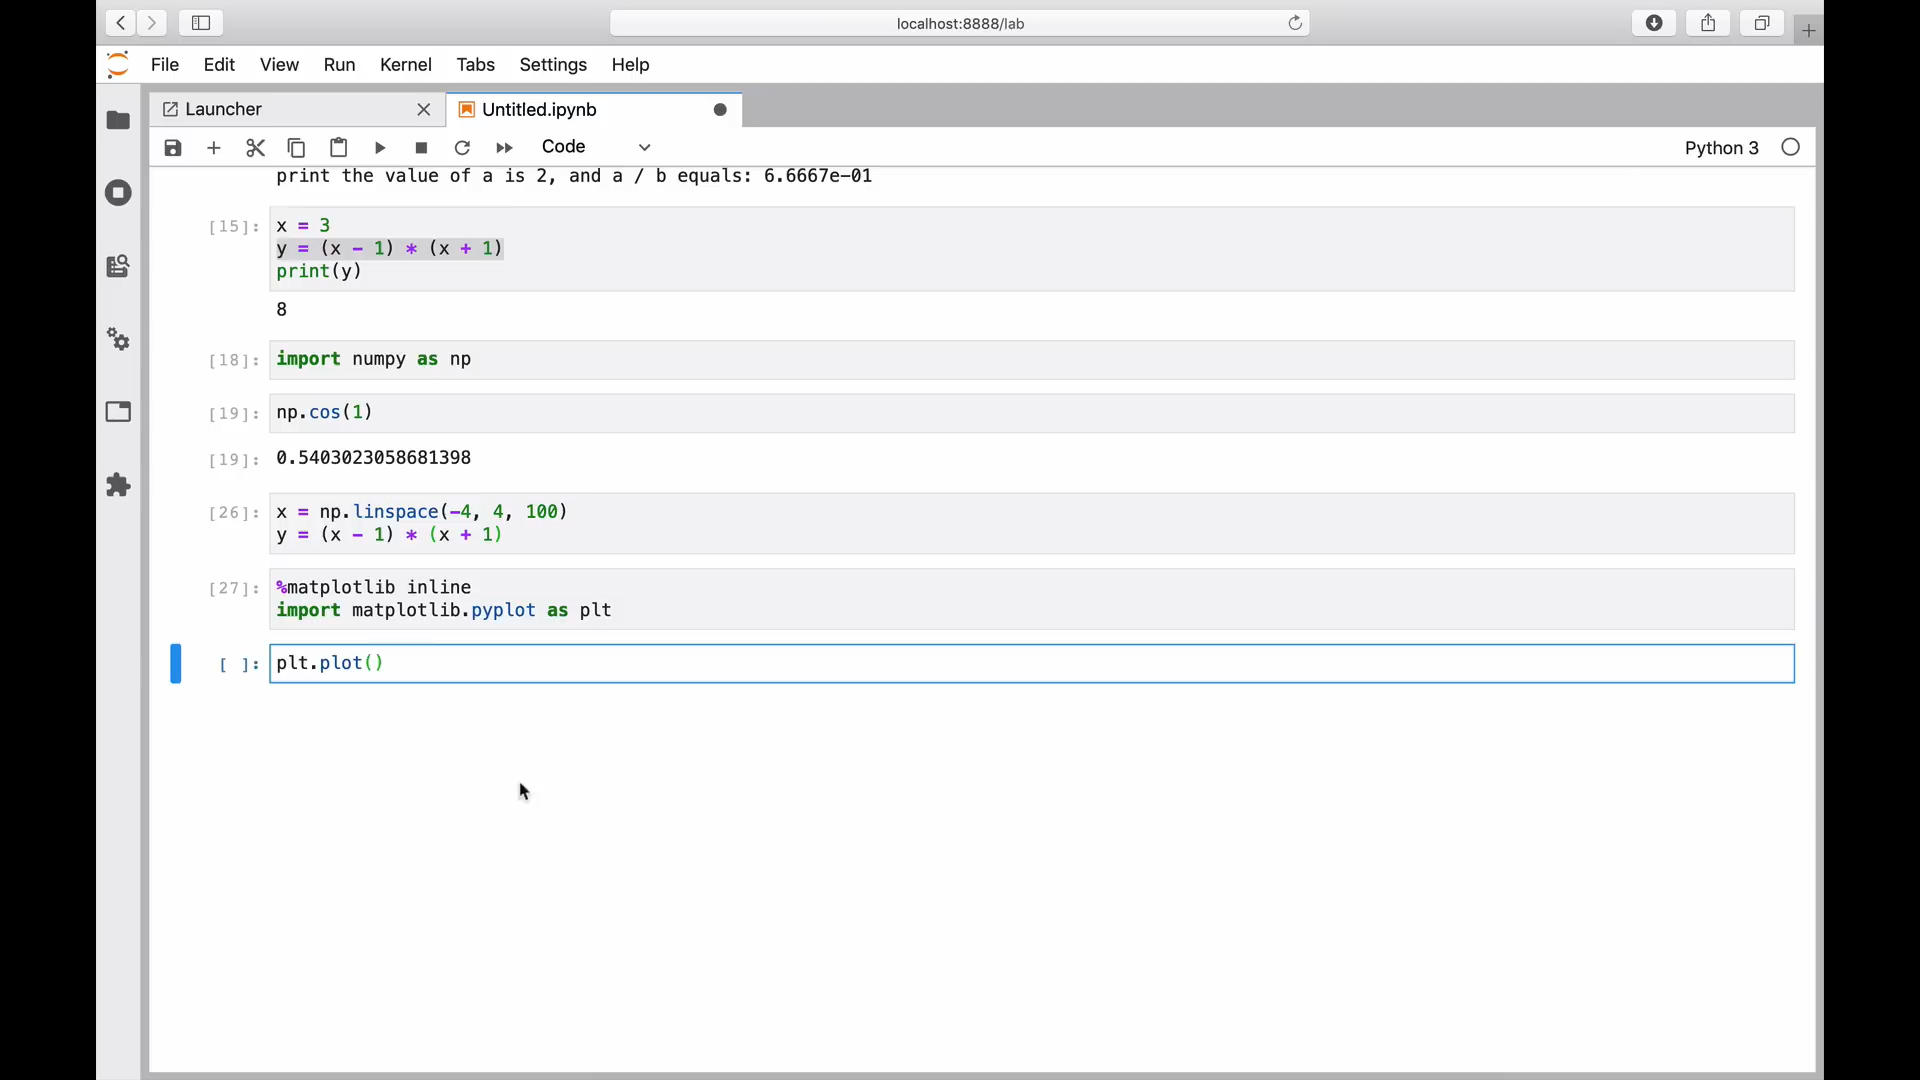 localhost:8888/lab
File Edit View Run Kernel Tabs Settings Help
Launcher Untitled.ipynb
Code Python 3
print the value of a is 2, and a / b equals: 6.6667e-01
[15]: x = 3
y = (x - 1) * (x + 1)
print(y)
8
[18]: import numpy as np
[19]: np.cos(1)
[19]: 0.5403023058681398
[26]: x = np.linspace(-4, 4, 100)
y = (x - 1) * (x + 1)
[27]: %matplotlib inline
import matplotlib.pyplot as plt
[ ]: plt.plot()